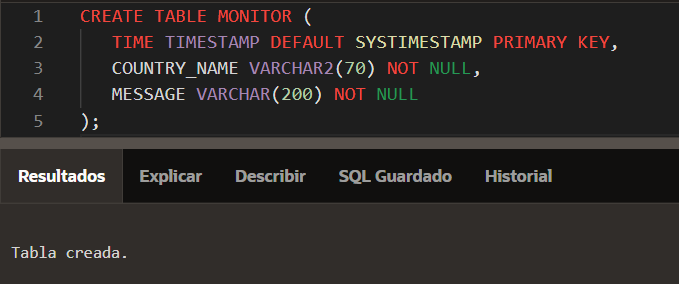 1 CREATE TABLE MONITOR (
2 TIME TIMESTAMP DEFAULT SYSTIMESTAMP PRIMARY KEY,
3 COUNTRY_NAME VARCHAR2(70) NOT NULL,
4 MESSAGE VARCHAR(200) NOT NULL
5 );
Resultados Explicar Describir SQL Guardado Historial
Tabla creada.